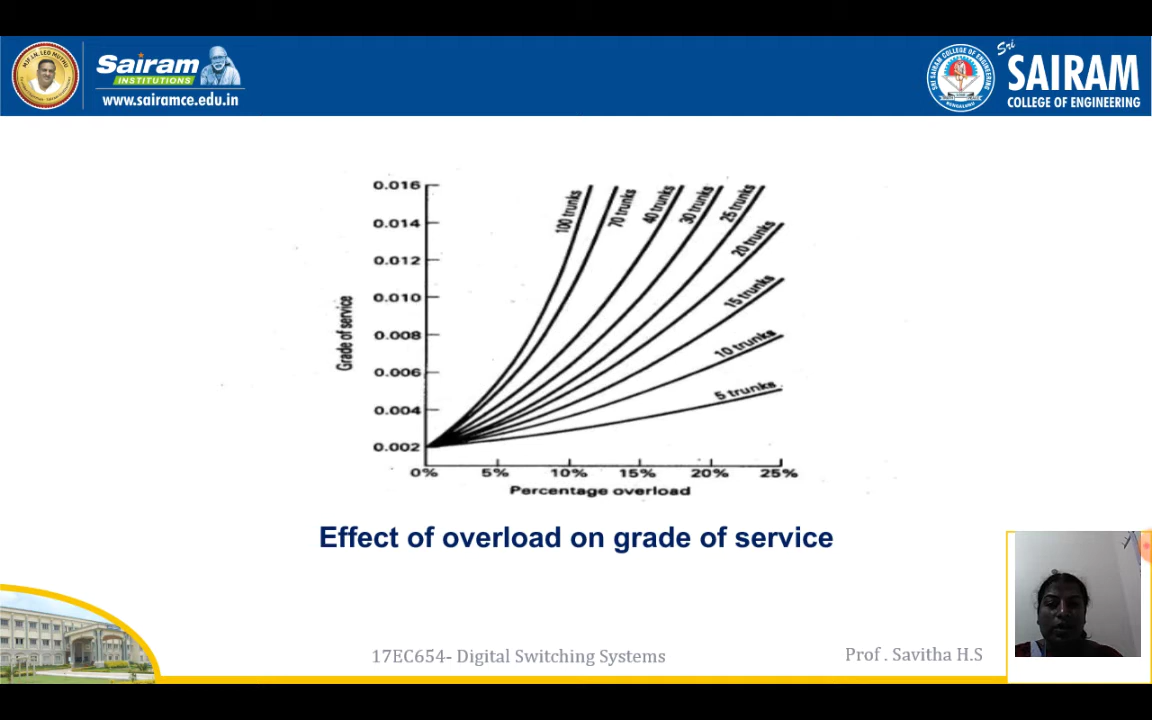 Sairam
INSTITUTIONS
www.sairamce.edu.in
Sri
SAIRAM
COLLEGE OF ENGINEERING
0.016
0.014
0.012
0.010
0.008
0.006
0.004
0.002
Grade of service
100 trunks
70 trunks
40 trunks
30 trunks
25 trunks
20 trunks
15 trunks
10 trunks
5 trunks
0% 5% 10% 15% 20% 25%
Percentage overload
Effect of overload on grade of service
17EC654- Digital Switching Systems
Prof . Savitha H.S